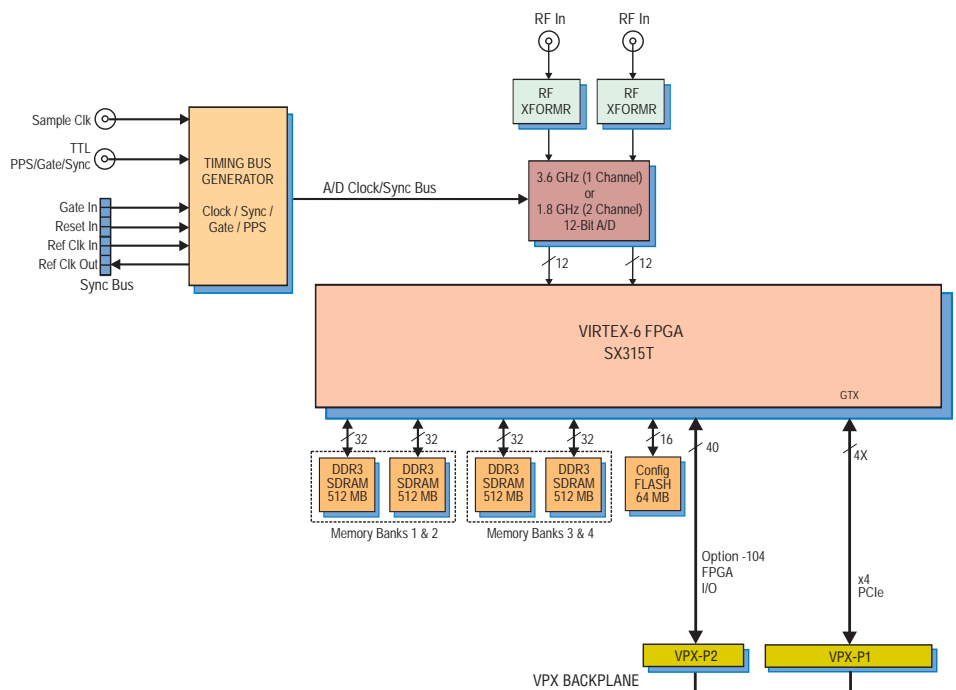 RF In
RF In
RF
XFORMR
RF
XFORMR
Sample Clk
TTL
PPS/Gate/Sync
TIMING BUS
GENERATOR
Clock / Sync /
Gate / PPS
A/D Clock/Sync Bus
3.6 GHz (1 Channel)
or
1.8 GHz (2 Channel)
12-Bit A/D
Gate In
Reset In
Ref Clk In
Ref Clk Out
Sync Bus
12
12
VIRTEX-6 FPGA
SX315T
GTX
32
32
32
32
16
40
4X
DDR3
SDRAM
512 MB
DDR3
SDRAM
512 MB
DDR3
SDRAM
512 MB
DDR3
SDRAM
512 MB
Config
FLASH
64 MB
Memory Banks 1 & 2
Memory Banks 3 & 4
Option -104
FPGA
I/O
x4
PCIe
VPX-P2
VPX-P1
VPX BACKPLANE